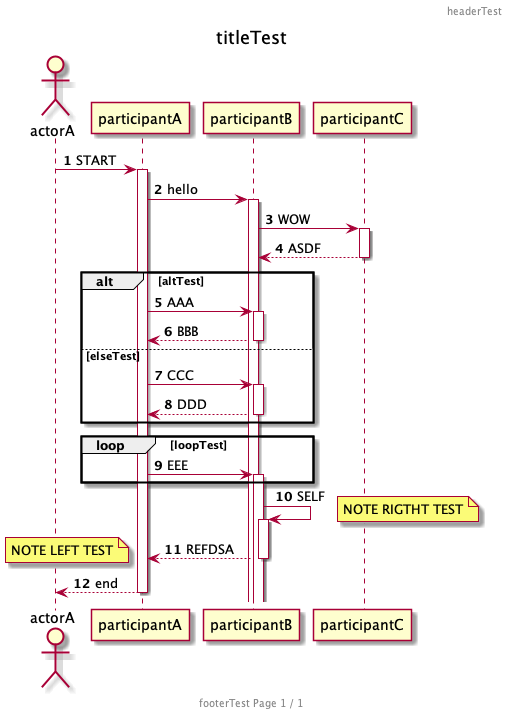 headerTest
titleTest
actorA
participantA participantB participantC
1 START
2 hello
3 WOW
4 ASDF
alt [altTest]
5 AAA
6 BBB
[elseTest]
7 CCC
8 DDD
loop [loopTest]
9 EEE
10 SELF
NOTE RIGTHT TEST
NOTE LEFT TEST
11 REFDSA
12 end
actorA
participantA participantB participantC
footerTest Page 1 / 1